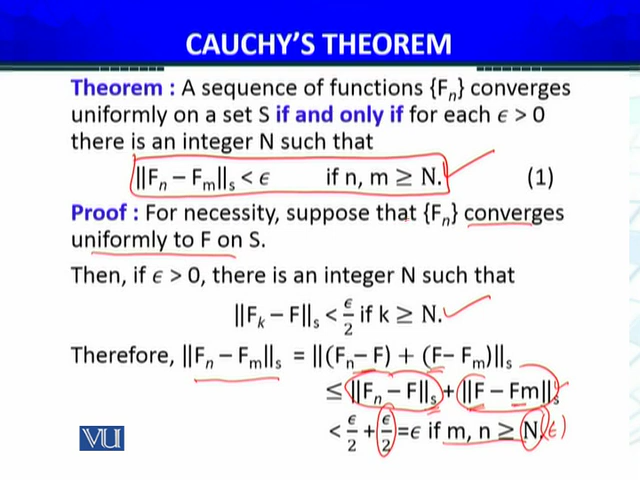 CAUCHY'S THEOREM
Theorem : A sequence of functions {Fₙ} converges
uniformly on a set S if and only if for each ϵ > 0
there is an integer N such that
||Fₙ − Fₘ||ₛ < ϵ if n, m ≥ N. (1)
Proof : For necessity, suppose that {Fₙ} converges
uniformly to F on S.
Then, if ϵ > 0, there is an integer N such that
||Fₖ − F||ₛ < ϵ/2 if k ≥ N.
Therefore, ||Fₙ − Fₘ||ₛ = ||(Fₙ − F) + (F − Fₘ)||ₛ
≤ ||Fₙ − F||ₛ + ||F − Fm||ₛ
< ϵ/2 + ϵ/2 = ϵ if m, n ≥ N. (ϵ)
VU